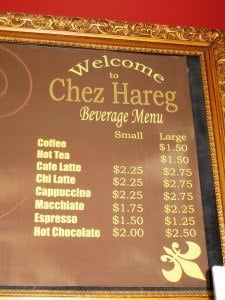 Welcome
to
Chez Hareg
Beverage Menu
Small Large
Coffee $1.50
Hot Tea $1.50
Cafe Latte $2.25 $2.75
Chi Latte $2.25 $2.75
Cappuccino $2.25 $2.75
Macchiato $1.75 $2.25
Espresso $1.50 $1.25
Hot Chocolate $2.00 $2.50